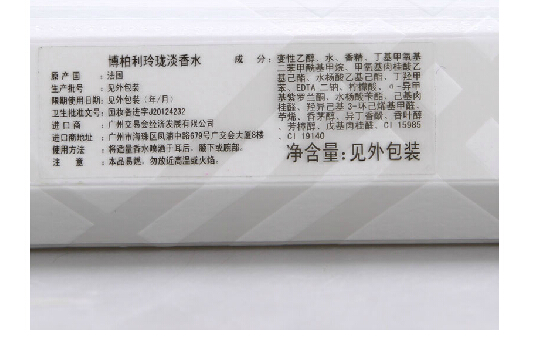 博柏利玲珑淡香水
原产国：法国
生产批号：见外包装
限期使用日期：见外包装（年/月）
卫生批准文号：国妆备进字J20124232
进口商：广州交易会经济发展有限公司
进口商地址：广州市海珠区凤浦中路679号广交会大厦8楼
使用方法：将适量香水喷洒于耳后、腋下或腕部。
注意：本品易燃，勿放近高温或火焰。
成分：变性乙醇、水、香精、丁基甲氧基
二苯甲酰基甲烷、甲氧基肉桂酸乙
基己酯、水杨酸乙基己酯、丁羟甲
苯、EDTA 二钠、柠檬酸、α-异甲
基紫罗兰酮、水杨酸苄酯、己基肉
桂醛、羟异己基 3-环己烯基甲醛、
苧烯、香茅醇、异丁香酚、香叶醇
、芳樟醇、戊基肉桂醛、CI 15985
、CI 19140
净含量：见外包装